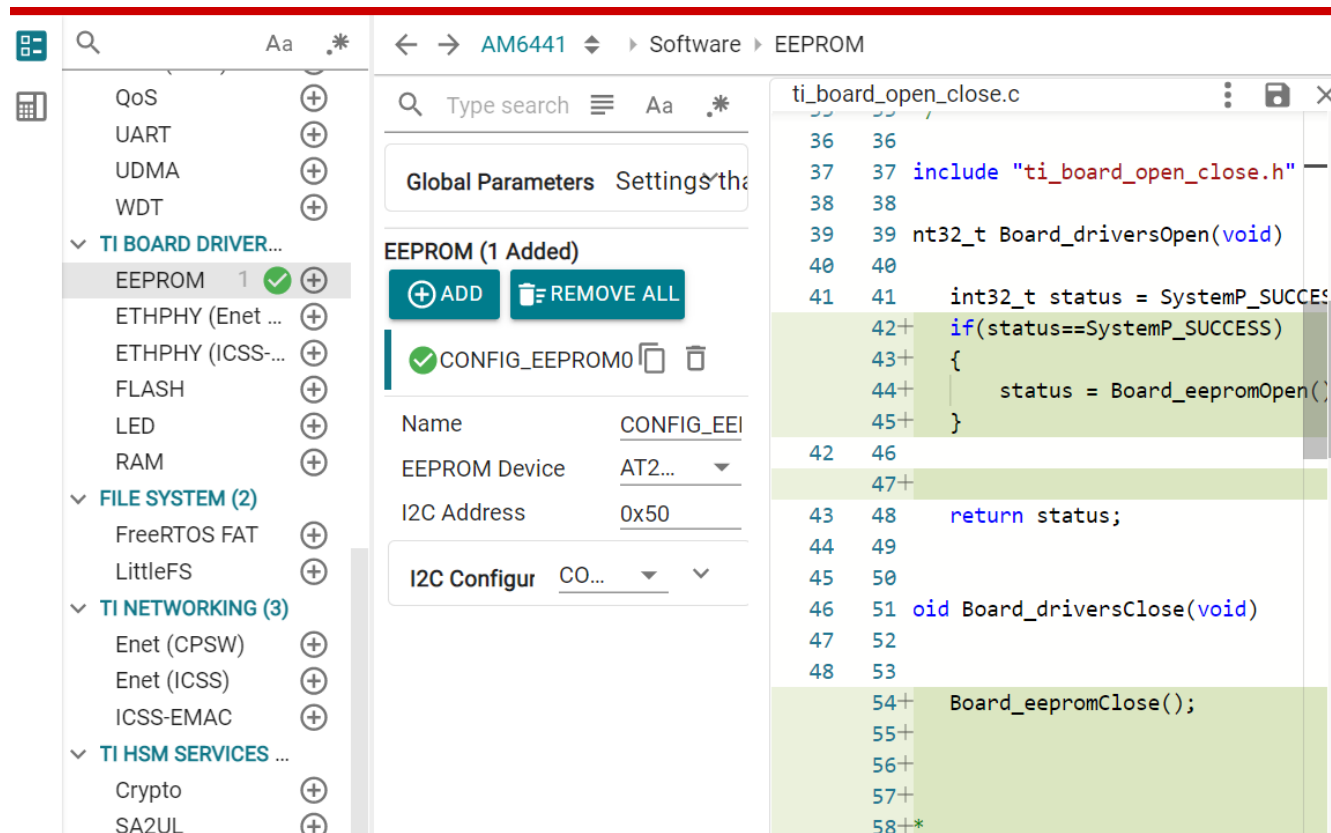 Aa .*
QoS
UART
UDMA
WDT
TI BOARD DRIVER...
EEPROM 1
ETHPHY (Enet ...
ETHPHY (ICSS-...
FLASH
LED
RAM
FILE SYSTEM (2)
FreeRTOS FAT
LittleFS
TI NETWORKING (3)
Enet (CPSW)
Enet (ICSS)
ICSS-EMAC
TI HSM SERVICES ...
Crypto
SA2UL
AM6441 Software EEPROM
Type search Aa .*
Global Parameters Settings tha
EEPROM (1 Added)
ADD REMOVE ALL
CONFIG_EEPROM0
Name CONFIG_EEI
EEPROM Device AT2...
I2C Address 0x50
I2C Configur CO...
ti_board_open_close.c
36 36
37 37 include "ti_board_open_close.h"
38 38
39 39 nt32_t Board_driversOpen(void)
40 40
41 41 int32_t status = SystemP_SUCCES
42+ if(status==SystemP_SUCCESS)
43+ {
44+ status = Board_eepromOpen()
45+ }
42 46
47+
43 48 return status;
44 49
45 50
46 51 oid Board_driversClose(void)
47 52
48 53
54+ Board_eepromClose();
55+
56+
57+
58+*